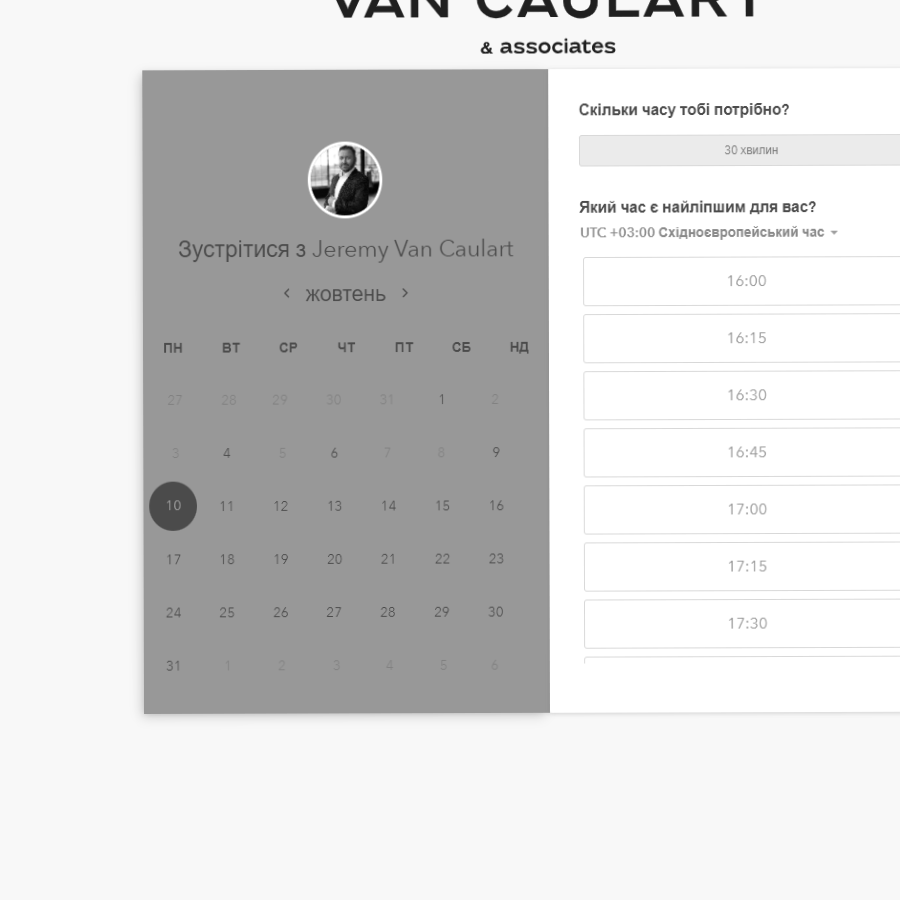 VAN CAULART
& associates
Зустрітися з Jeremy Van Caulart
жовтень
ПН ВТ СР ЧТ ПТ СБ НД
27 28 29 30 31 1 2
3 4 5 6 7 8 9
10 11 12 13 14 15 16
17 18 19 20 21 22 23
24 25 26 27 28 29 30
31 1 2 3 4 5 6
Скільки часу тобі потрібно?
30 хвилин
Який час є найліпшим для вас?
UTC +03:00 Східноєвропейський час
16:00
16:15
16:30
16:45
17:00
17:15
17:30